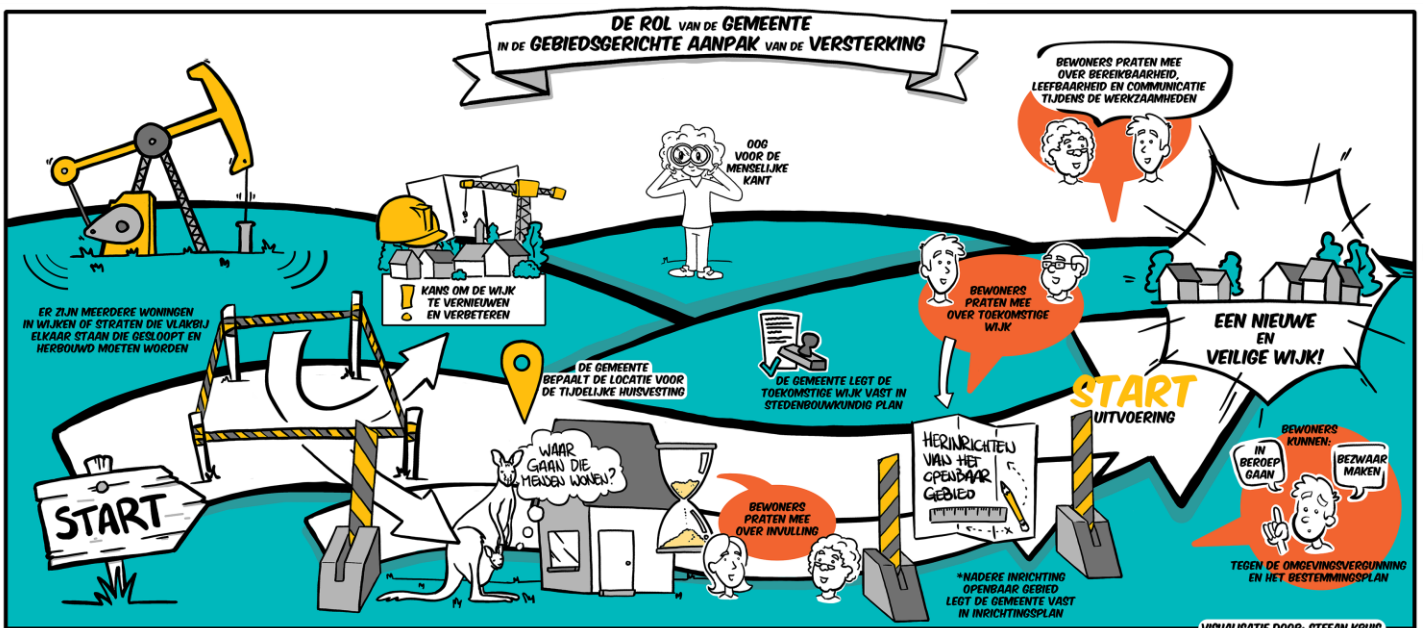 DE ROL VAN DE GEMEENTE
IN DE GEBIEDSGERICHTE AANPAK VAN DE VERSTERKING
BEWONERS PRATEN MEE
OVER BEREIKBAARHEID,
LEEFBAARHEID EN COMMUNICATIE
TIJDENS DE WERKZAAMHEDEN
OOG
VOOR DE
MENSELIJKE
KANT
KANS OM DE WIJK
TE VERNIEUWEN
EN VERBETEREN
ER ZIJN MEERDERE WONINGEN
IN WIJKEN OF STRATEN DIE VLAKBIJ
ELKAAR STAAN DIE GESLOOPT EN
HERBOUWD MOETEN WORDEN
BEWONERS
PRATEN MEE
OVER TOEKOMSTIGE
WIJK
EEN NIEUWE
EN
VEILIGE WIJK!
DE GEMEENTE
BEPAALT DE LOCATIE VOOR
DE TIJDELIJKE HUISVESTING
DE GEMEENTE LEGT DE
TOEKOMSTIGE WIJK VAST IN
STEDENBOUWKUNDIG PLAN
START
UITVOERING
START
WAAR
GAAN DIE
MENSEN WONEN?
BEWONERS
PRATEN MEE
OVER INVULLING
HERINRICHTEN
VAN HET
OPENBAAR
GEBIED
*NADERE INRICHTING
OPENBAAR GEBIED
LEGT DE GEMEENTE VAST
IN INRICHTINGSPLAN
BEWONERS
KUNNEN:
IN
BEROEP
GAAN
BEZWAAR
MAKEN
TEGEN DE OMGEVINGSVERGUNNING
EN HET BESTEMMINGSPLAN
VISUALISATIE DOOR: STEFAN KRUIS